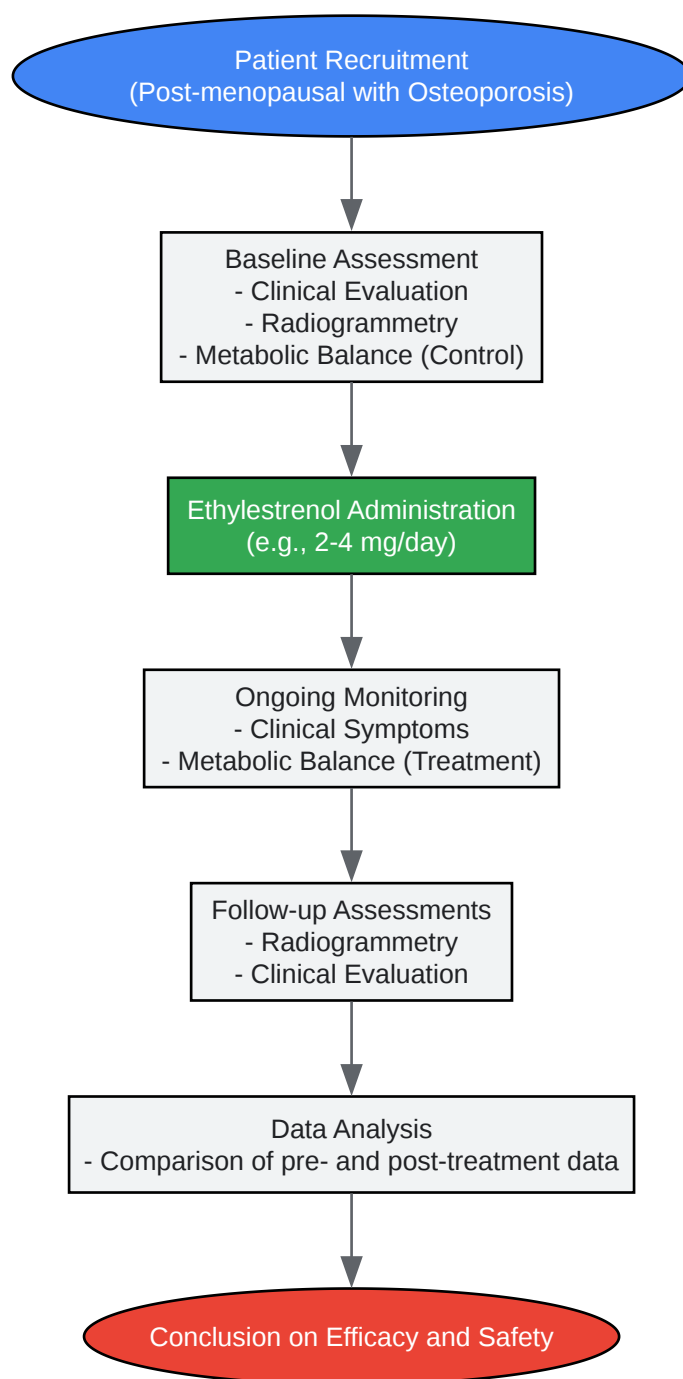 Patient Recruitment
(Post-menopausal with Osteoporosis)
Baseline Assessment
- Clinical Evaluation
- Radiogrammetry
- Metabolic Balance (Control)
Ethylestrenol Administration
(e.g., 2-4 mg/day)
Ongoing Monitoring
- Clinical Symptoms
- Metabolic Balance (Treatment)
Follow-up Assessments
- Radiogrammetry
- Clinical Evaluation
Data Analysis
- Comparison of pre- and post-treatment data
Conclusion on Efficacy and Safety